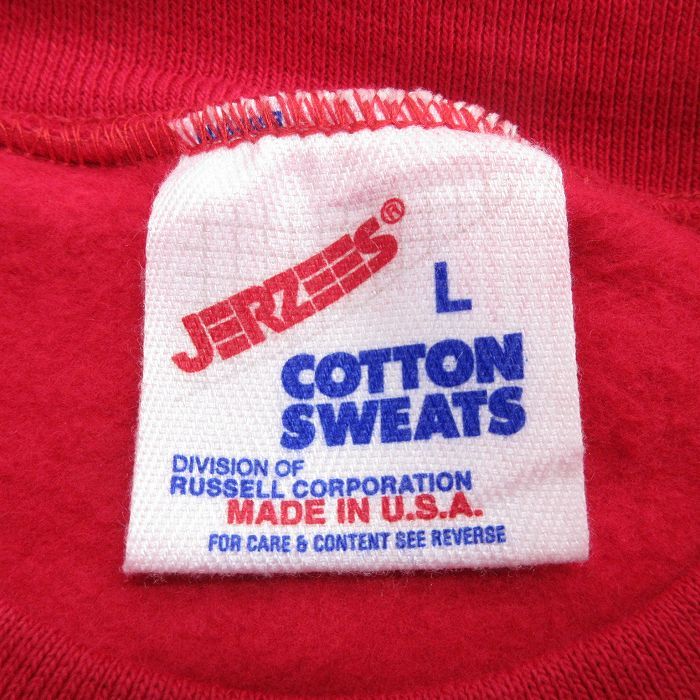 JERZEES®
L
COTTON
SWEATS
DIVISION OF
RUSSELL CORPORATION
MADE IN U.S.A.
FOR CARE & CONTENT SEE REVERSE